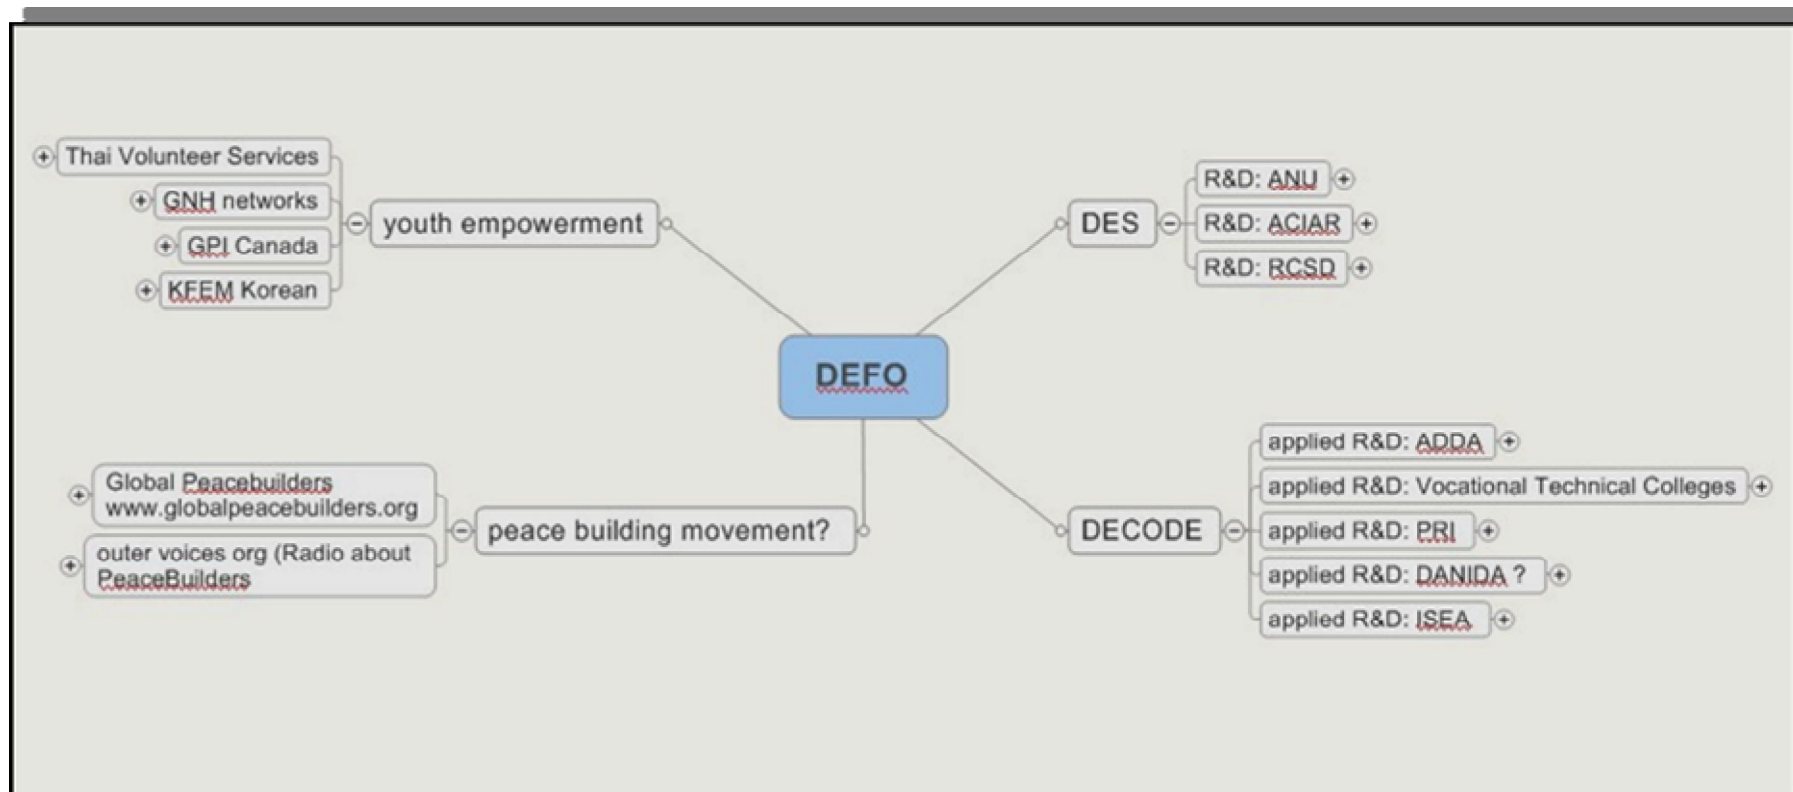 Thai Volunteer Services
GNH networks
GPI Canada
KFEM Korean
youth empowerment
DES
R&D: ANU
R&D: ACIAR
R&D: RCSD
DEFO
Global Peacebuilders
www.globalpeacebuilders.org
outer voices org (Radio about
PeaceBuilders
peace building movement?
DECODE
applied R&D: ADDA
applied R&D: Vocational Technical Colleges
applied R&D: PRI
applied R&D: DANIDA ?
applied R&D: ISEA